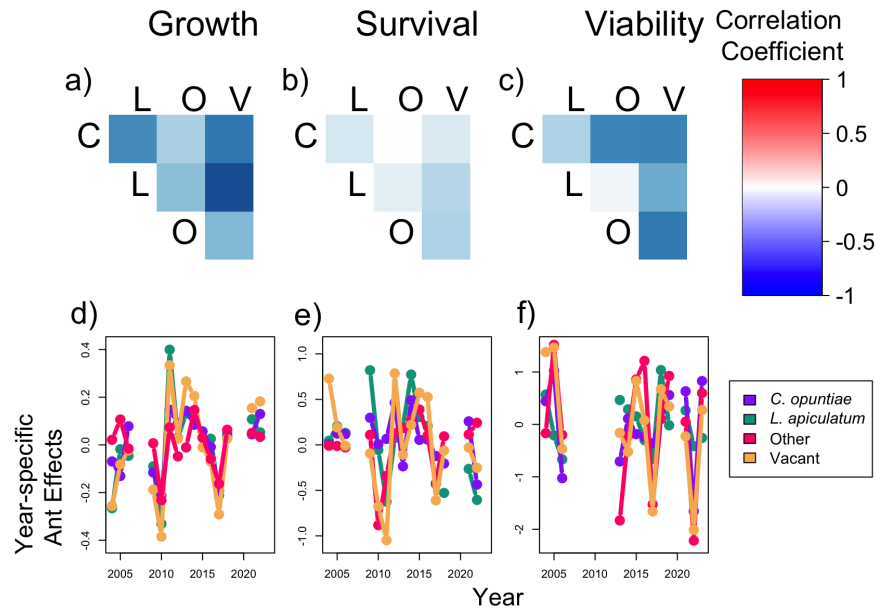 Growth Survival Viability Correlation
Coefficient
a) b) c)
L O V L O V L O V
C C C
L L L
O O O
1
0.5
0
-0.5
-1
d) e) f)
Year-specific
Ant Effects
0.4
0.2
0.0
-0.2
-0.4
2005 2010 2015 2020
1.0
0.5
0.0
-0.5
-1.0
2005 2010 2015 2020
1
0
-1
-2
2005 2010 2015 2020
Year
C. opuntiae
L. apiculatum
Other
Vacant